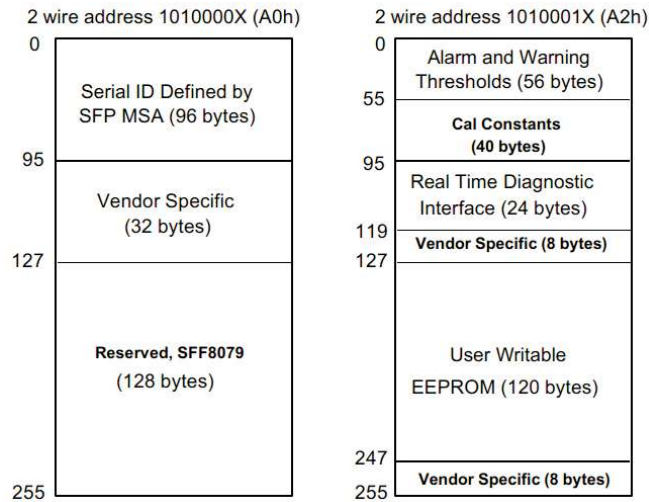 2 wire address 1010000X (A0h)
0
Serial ID Defined by
SFP MSA (96 bytes)
95
Vendor Specific
(32 bytes)
127
Reserved, SFF8079
(128 bytes)
255
2 wire address 1010001X (A2h)
0
Alarm and Warning
Thresholds (56 bytes)
55
Cal Constants
(40 bytes)
95
Real Time Diagnostic
Interface (24 bytes)
119
Vendor Specific (8 bytes)
127
User Writable
EEPROM (120 bytes)
247
Vendor Specific (8 bytes)
255